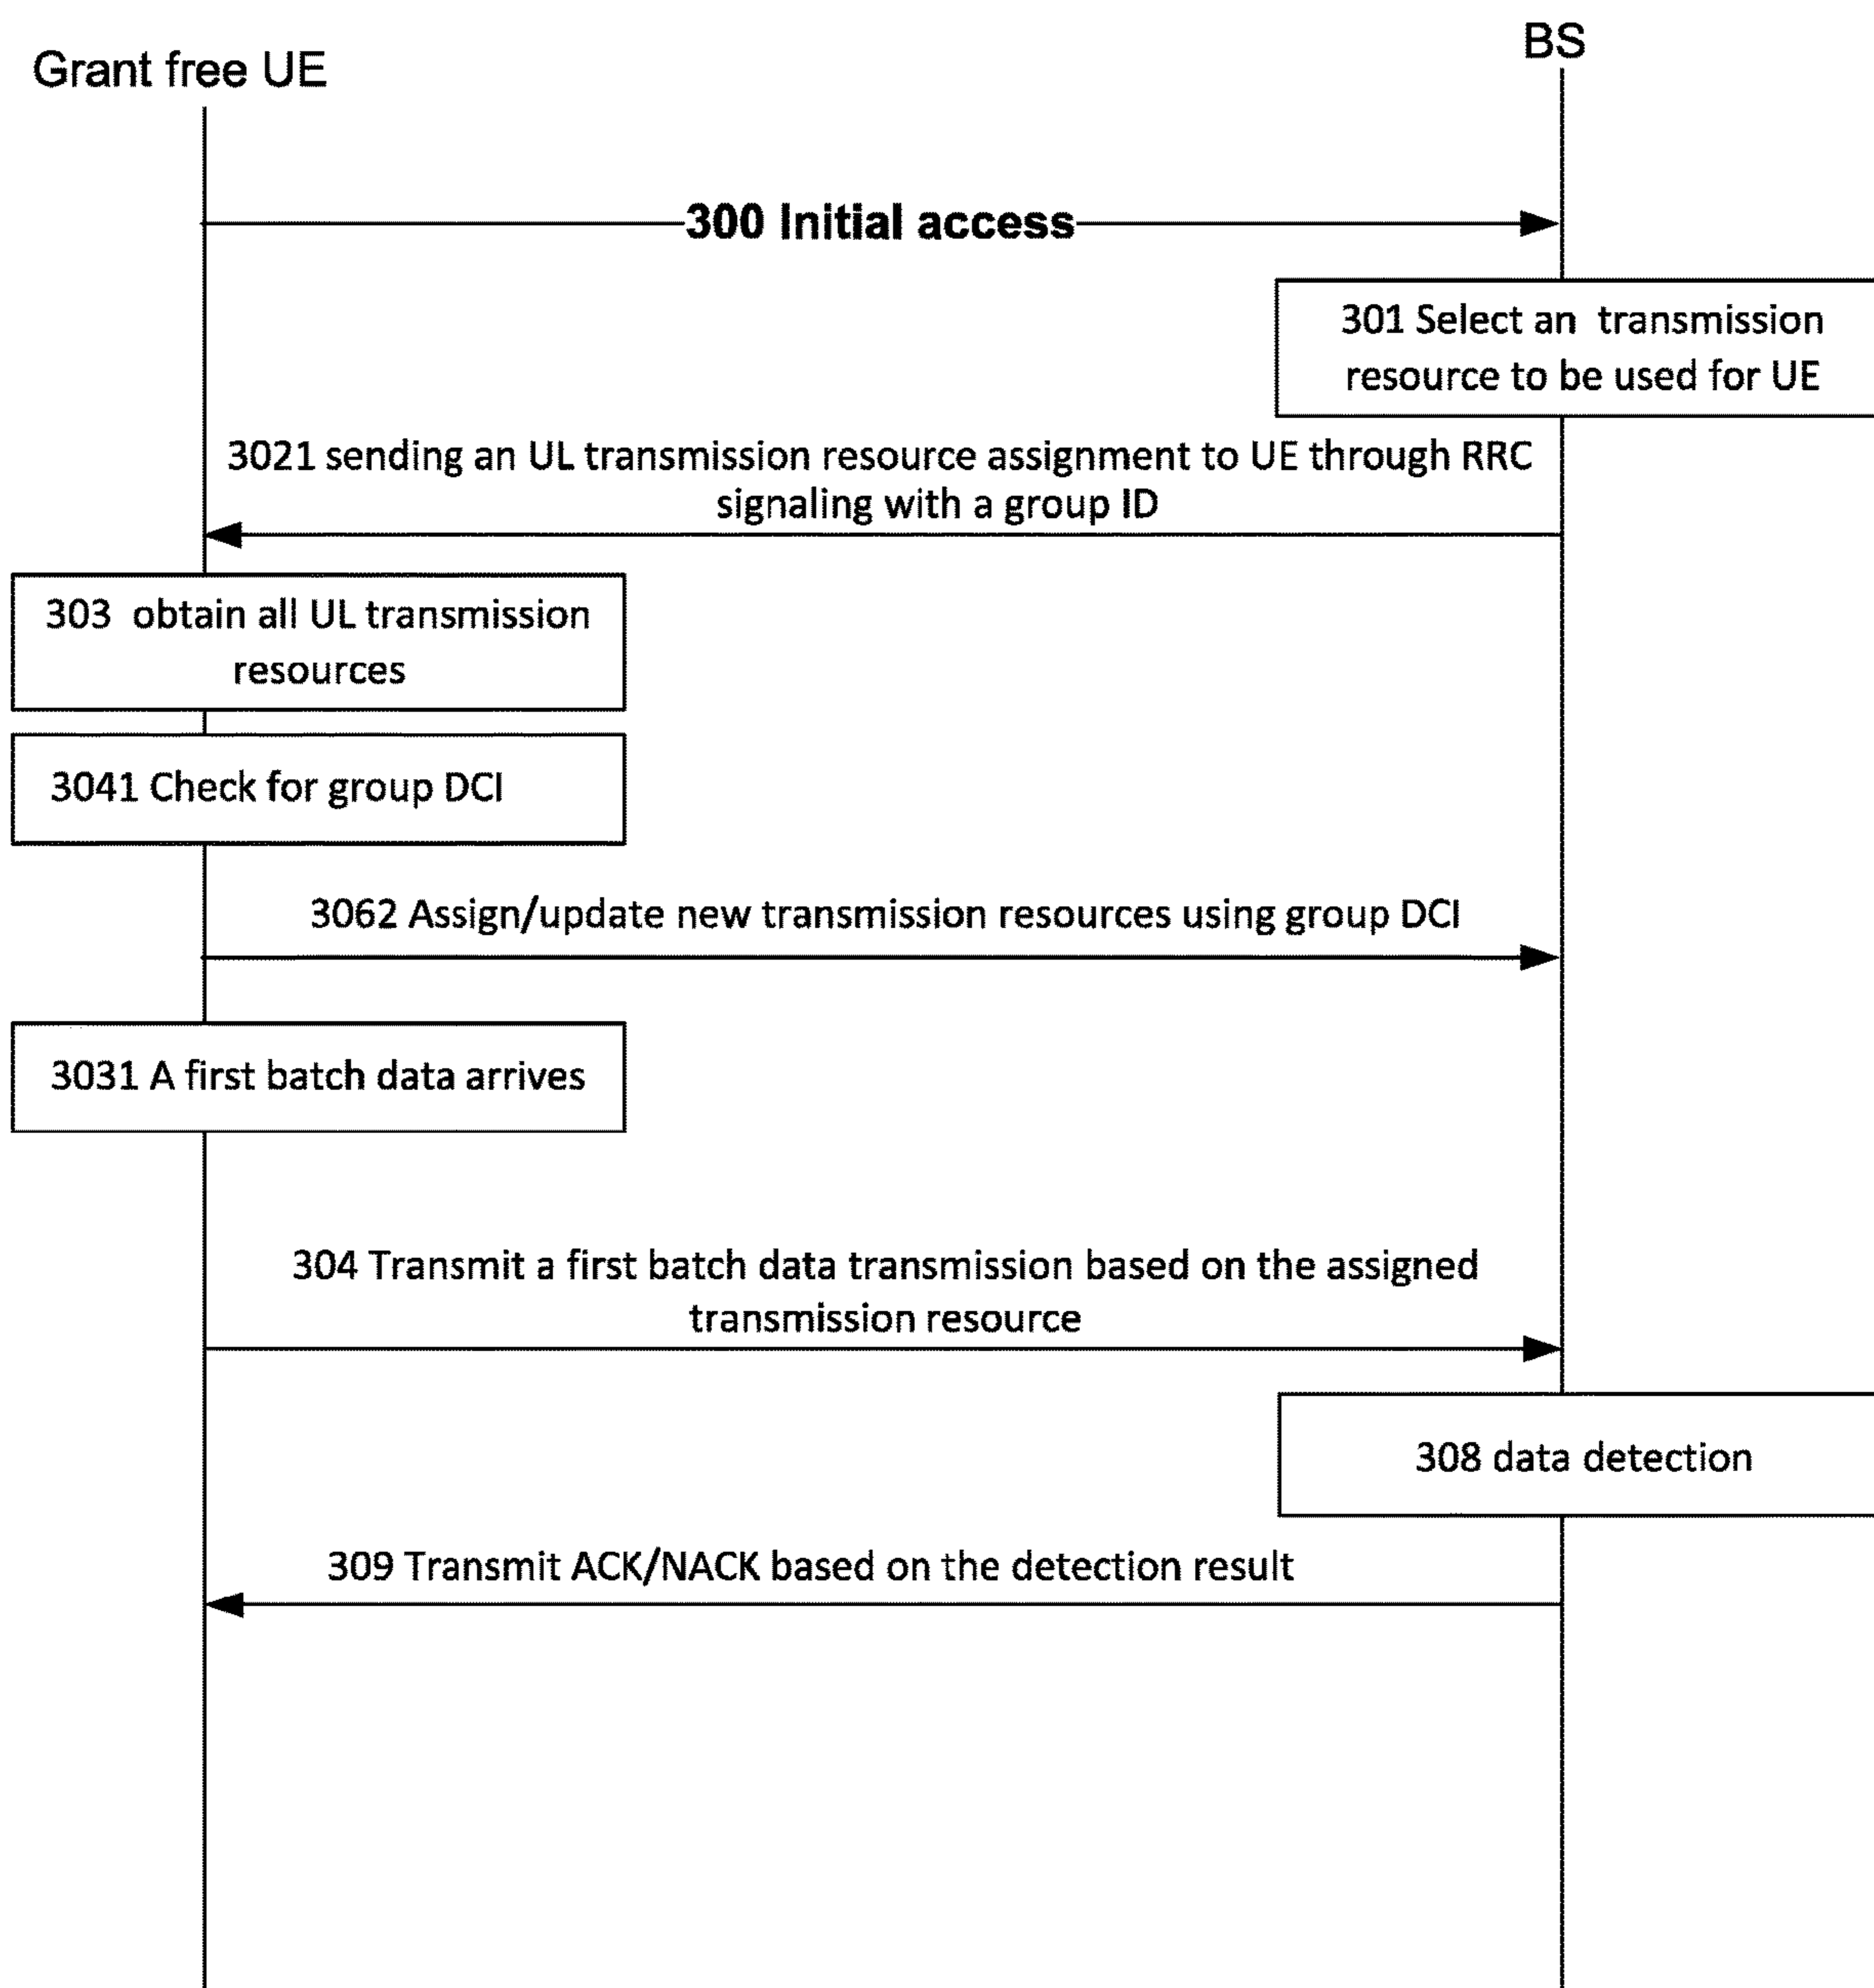 Grant free UE
BS
300 Initial access
301 Select an transmission
resource to be used for UE
3021 sending an UL transmission resource assignment to UE through RRC
signaling with a group ID
303 obtain all UL transmission
resources
3041 Check for group DCI
3062 Assign/update new transmission resources using group DCI
3031 A first batch data arrives
304 Transmit a first batch data transmission based on the assigned
transmission resource
308 data detection
309 Transmit ACK/NACK based on the detection result